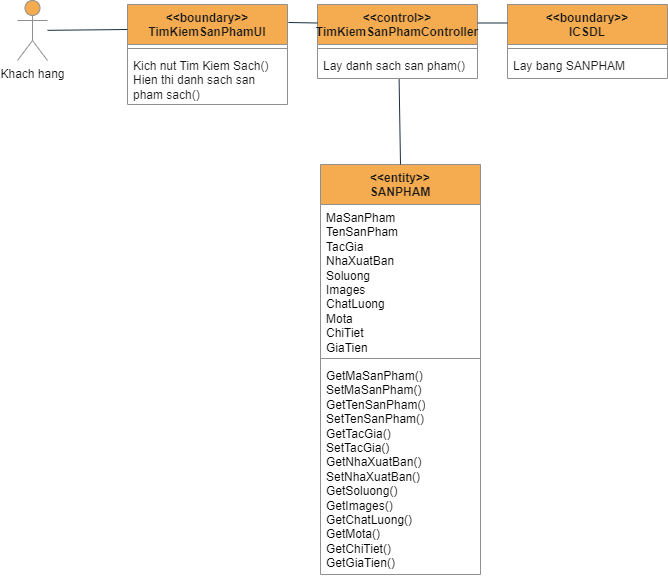 Khach hang
<<boundary>>
TimKiemSanPhamUI
Kich nut Tim Kiem Sach()
Hien thi danh sach san
pham sach()
<<control>>
TimKiemSanPhamController
Lay danh sach san pham()
<<boundary>>
ICSDL
Lay bang SANPHAM
<<entity>>
SANPHAM
MaSanPham
TenSanPham
TacGia
NhaXuatBan
Soluong
Images
ChatLuong
Mota
ChiTiet
GiaTien
GetMaSanPham()
SetMaSanPham()
GetTenSanPham()
SetTenSanPham()
GetTacGia()
SetTacGia()
GetNhaXuatBan()
SetNhaXuatBan()
GetSoluong()
GetImages()
GetChatLuong()
GetMota()
GetChiTiet()
GetGiaTien()